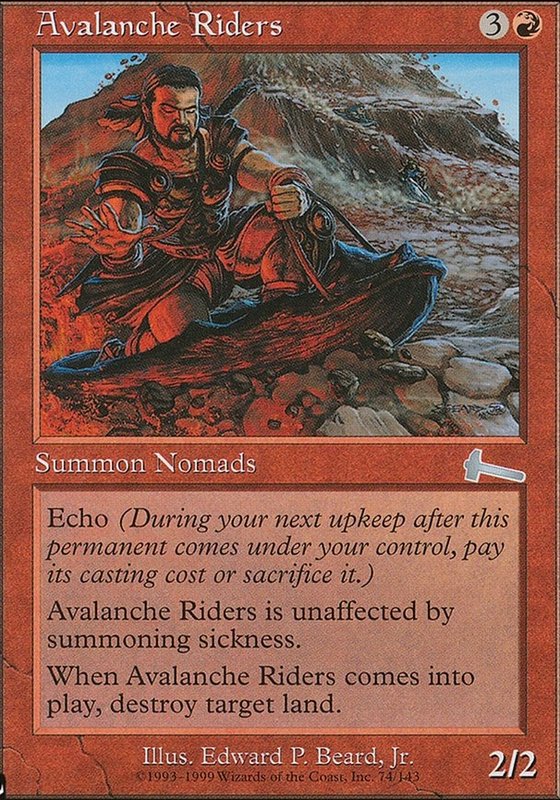 Avalanche Riders 3
Summon Nomads
Echo (During your next upkeep after this
permanent comes under your control, pay
its casting cost or sacrifice it.)
Avalanche Riders is unaffected by
summoning sickness.
When Avalanche Riders comes into
play, destroy target land.
Illus. Edward P. Beard, Jr.
©1993-1999 Wizards of the Coast, Inc. 74/143
2/2